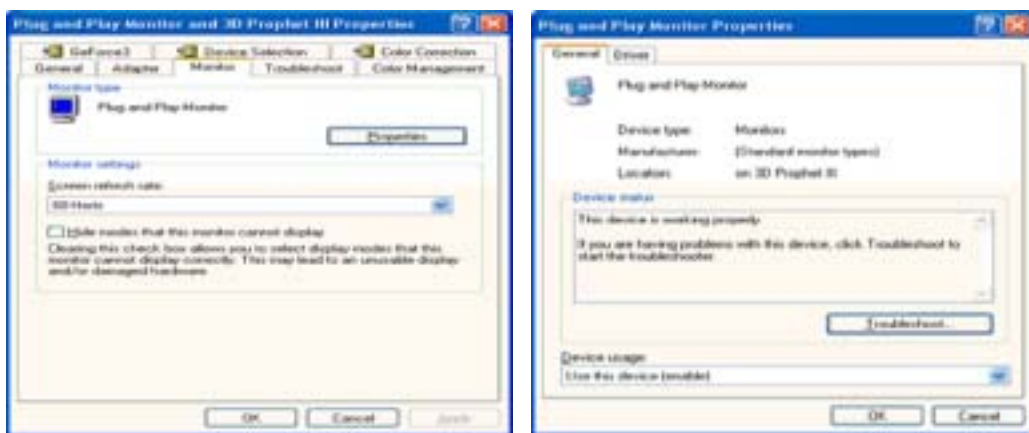 Plug and Play Monitor and 3D Prophet III Properties
GeForce3 Device Selection Color Correction
General Adapter Monitor Troubleshoot Color Management
Monitor type
Plug and Play Monitor
Properties
Monitor settings
Screen refresh rate:
60 Hertz
Hide modes that this monitor cannot display
Clearing this check box allows you to select display modes that this
monitor cannot display correctly. This may lead to an unusable display
and/or damaged hardware.
OK Cancel Apply
Plug and Play Monitor Properties
General Driver
Plug and Play Monitor
Device type: Monitors
Manufacturer: (Standard monitor types)
Location: on 3D Prophet III
Device status
This device is working properly.
If you are having problems with this device, click Troubleshoot to
start the troubleshooter.
Troubleshoot...
Device usage:
Use this device (enable)
OK Cancel